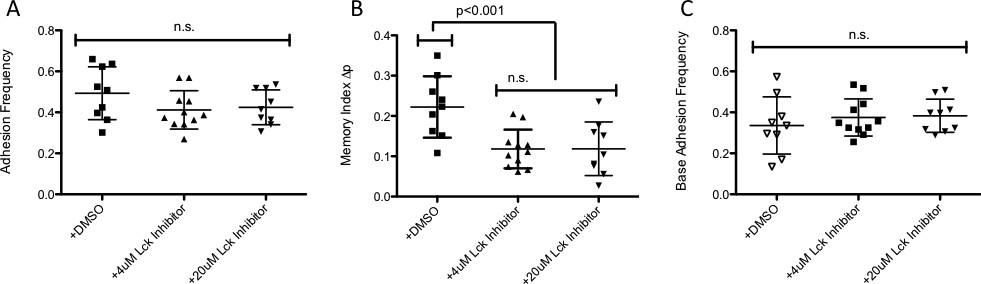 A
Adhesion Frequency
0.8
0.6
0.4
0.2
0.0
n.s.
+DMSO
+4uM Lck Inhibitor
+20uM Lck Inhibitor
B
Memory Index Δp
0.4
0.3
0.2
0.1
0.0
p<0.001
n.s.
+DMSO
+4uM Lck Inhibitor
+20uM Lck Inhibitor
C
Base Adhesion Frequency
0.8
0.6
0.4
0.2
0.0
n.s.
+DMSO
+4uM Lck Inhibitor
+20uM Lck Inhibitor